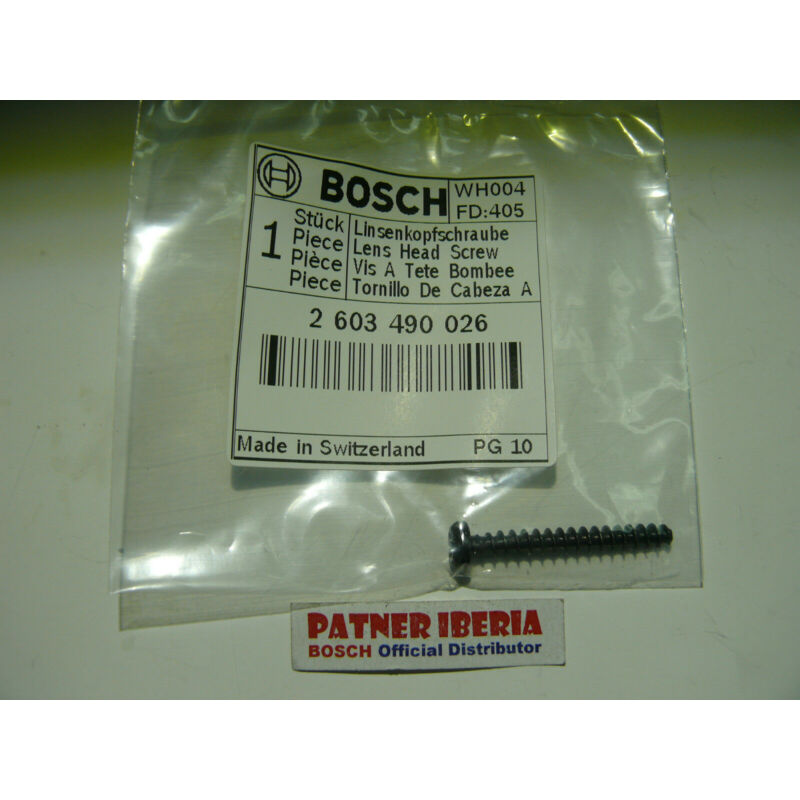 BOSCH
WH004
FD:405
1
Stück
Piece
Pièce
Piece
Linsenkopfschraube
Lens Head Screw
Vis A Tete Bombee
Tornillo De Cabeza A
2 603 490 026
Made in Switzerland PG 10
PATNER IBERIA
BOSCH Official Distributor